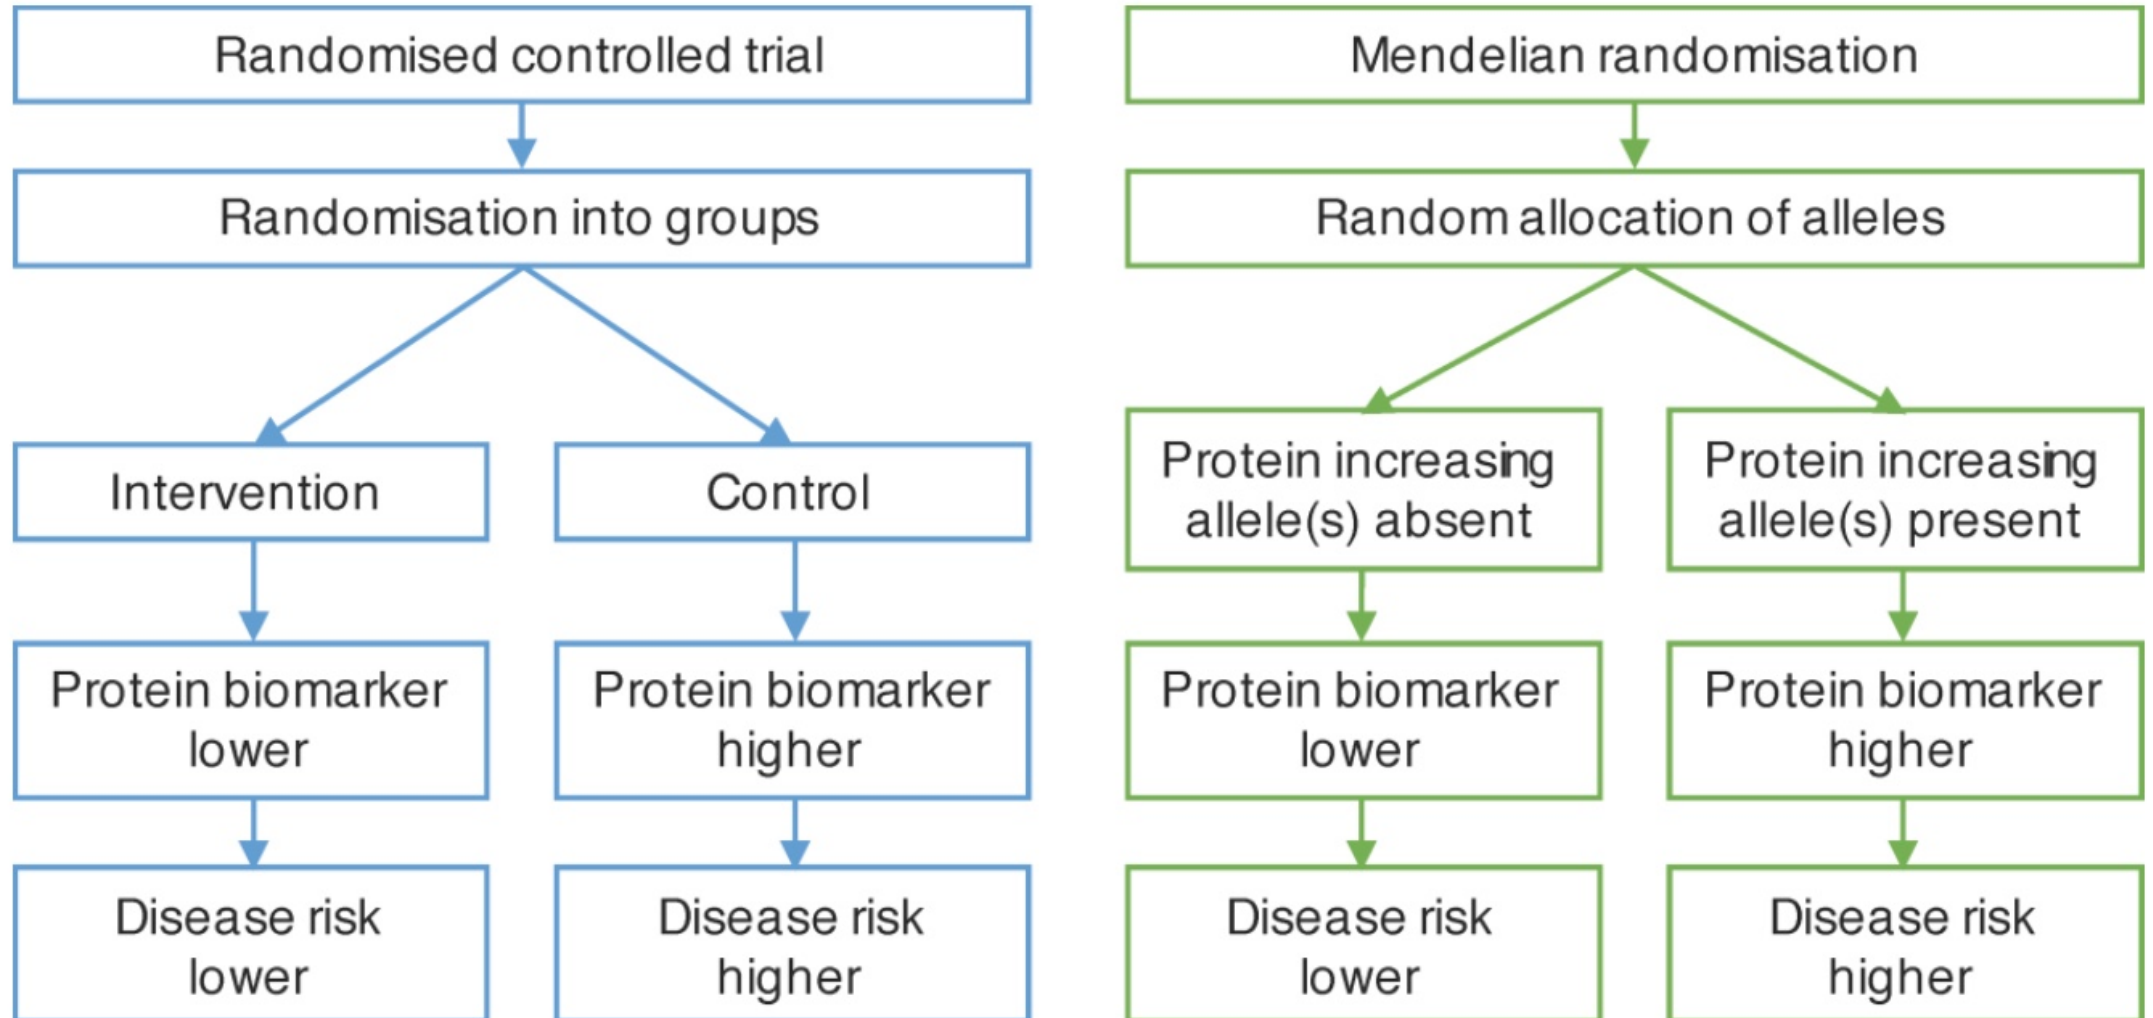 Randomised controlled trial
Randomisation into groups
Intervention
Control
Protein biomarker
lower
Protein biomarker
higher
Disease risk
lower
Disease risk
higher
Mendelian randomisation
Random allocation of alleles
Protein increasing
allele(s) absent
Protein increasing
allele(s) present
Protein biomarker
lower
Protein biomarker
higher
Disease risk
lower
Disease risk
higher